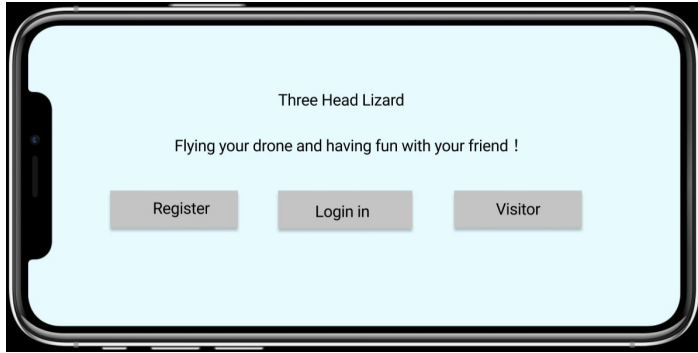 Three Head Lizard
Flying your drone and having fun with your friend！
Register
Login in
Visitor